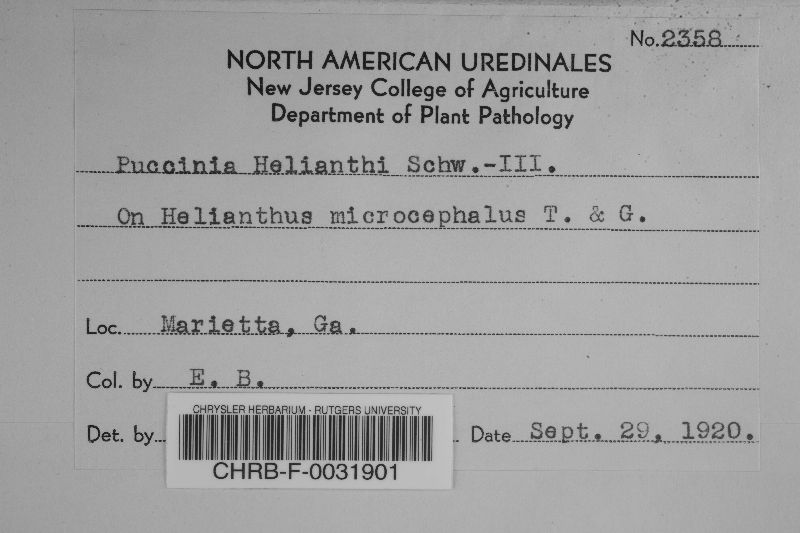 No. 2358
NORTH AMERICAN UREDINALES
New Jersey College of Agriculture
Department of Plant Pathology
Puccinia Helianthi Schw.-III.
On Helianthus microcephalus T. & G.
Loc. Marietta, Ga.
Col. by E. B.
Det. by Date Sept. 29, 1920.
CHRYSLER HERBARIUM - RUTGERS UNIVERSITY
CHRB-F-0031901